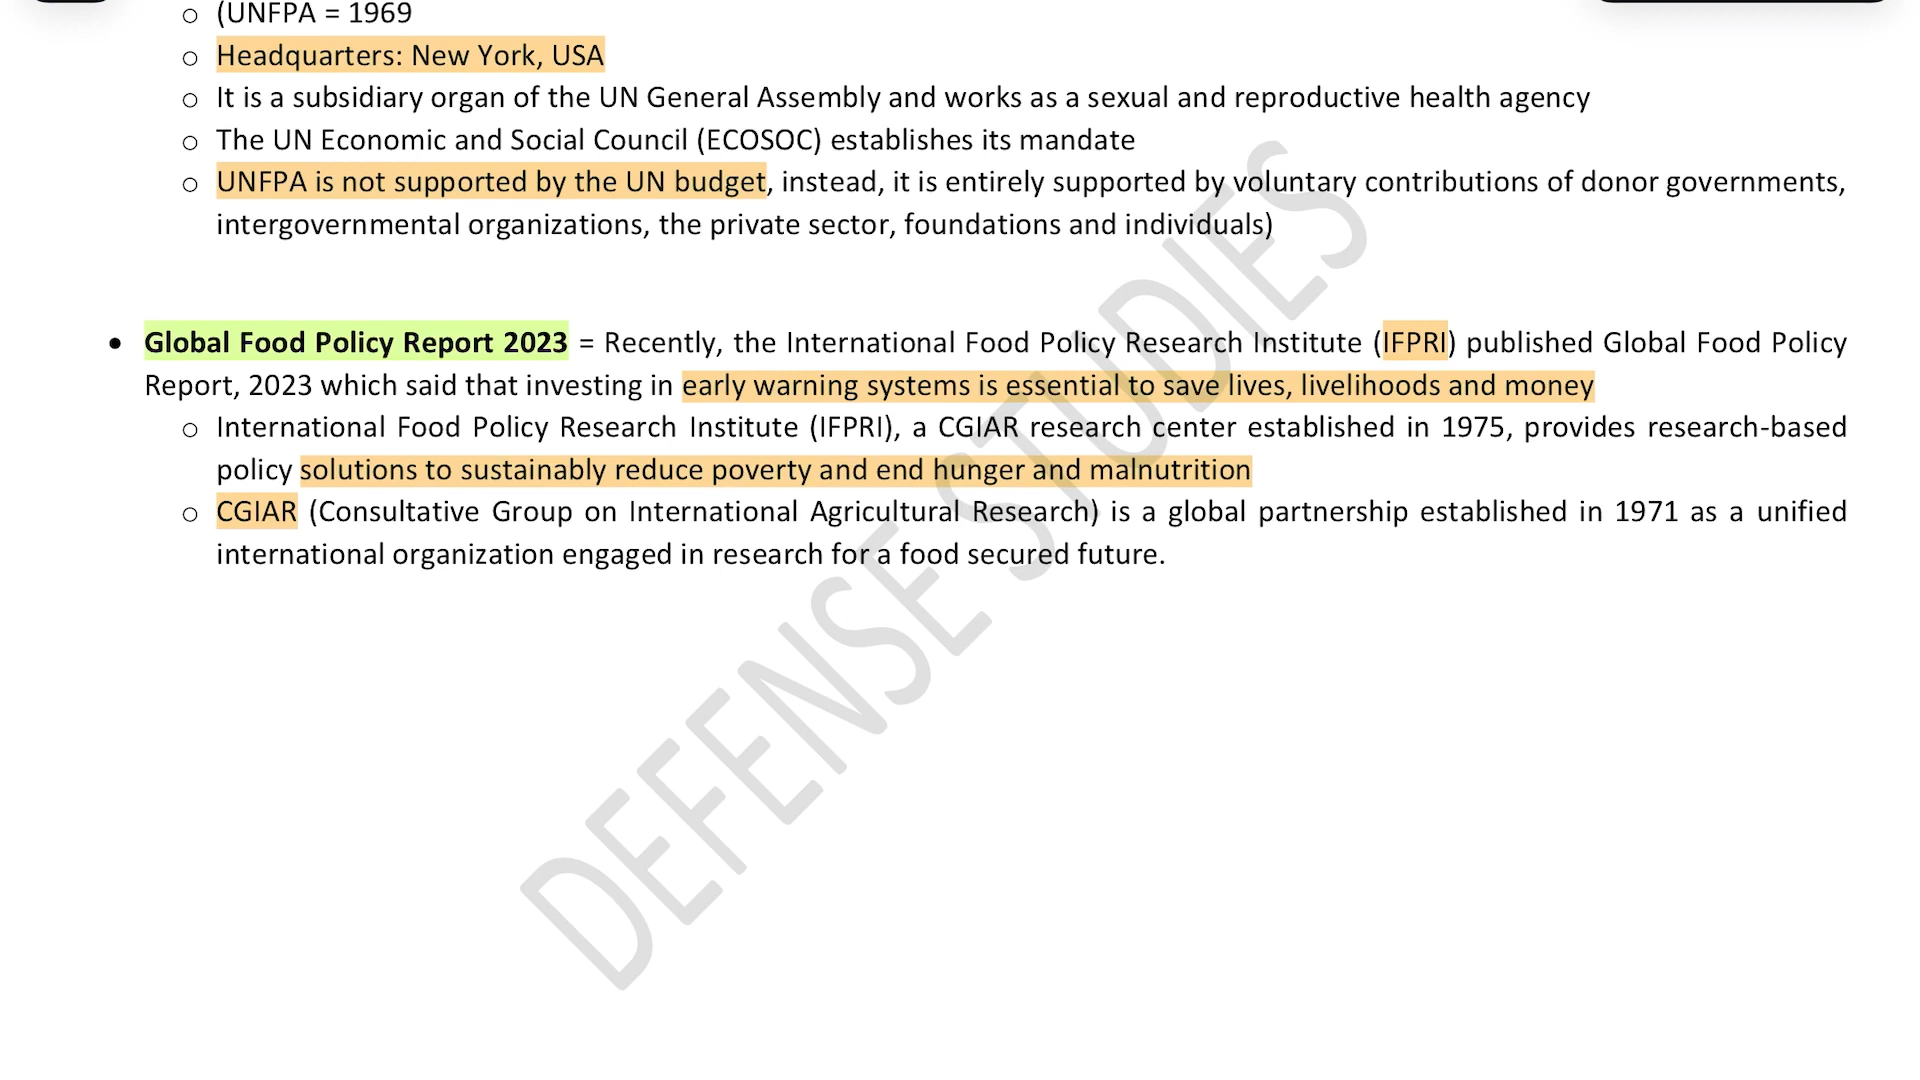 ○ (UNFPA = 1969
○ Headquarters: New York, USA
○ It is a subsidiary organ of the UN General Assembly and works as a sexual and reproductive health agency
○ The UN Economic and Social Council (ECOSOC) establishes its mandate
○ UNFPA is not supported by the UN budget, instead, it is entirely supported by voluntary contributions of donor governments,
intergovernmental organizations, the private sector, foundations and individuals)
• Global Food Policy Report 2023 = Recently, the International Food Policy Research Institute (IFPRI) published Global Food Policy
Report, 2023 which said that investing in early warning systems is essential to save lives, livelihoods and money
○ International Food Policy Research Institute (IFPRI), a CGIAR research center established in 1975, provides research-based
policy solutions to sustainably reduce poverty and end hunger and malnutrition
○ CGIAR (Consultative Group on International Agricultural Research) is a global partnership established in 1971 as a unified
international organization engaged in research for a food secured future.
DEFENSE STUDIES